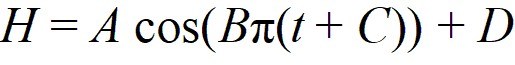 H = A cos(Bπ(t + C)) + D